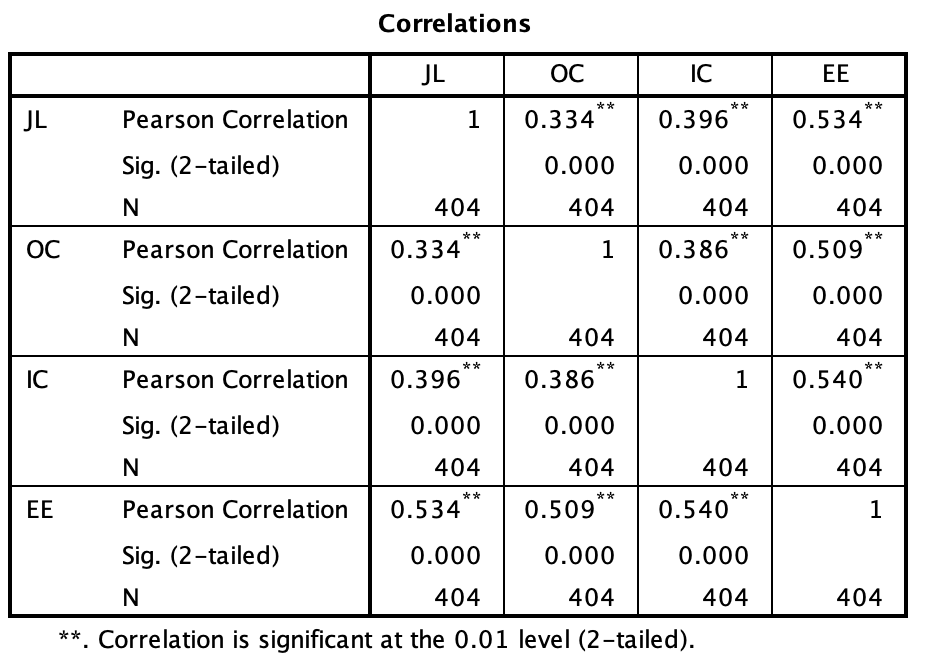 Correlations
JL OC IC EE
JL Pearson Correlation 1 0.334** 0.396** 0.534**
Sig. (2-tailed) 0.000 0.000 0.000
N 404 404 404 404
OC Pearson Correlation 0.334** 1 0.386** 0.509**
Sig. (2-tailed) 0.000 0.000 0.000
N 404 404 404 404
IC Pearson Correlation 0.396** 0.386** 1 0.540**
Sig. (2-tailed) 0.000 0.000 0.000
N 404 404 404 404
EE Pearson Correlation 0.534** 0.509** 0.540** 1
Sig. (2-tailed) 0.000 0.000 0.000
N 404 404 404 404
**. Correlation is significant at the 0.01 level (2-tailed).